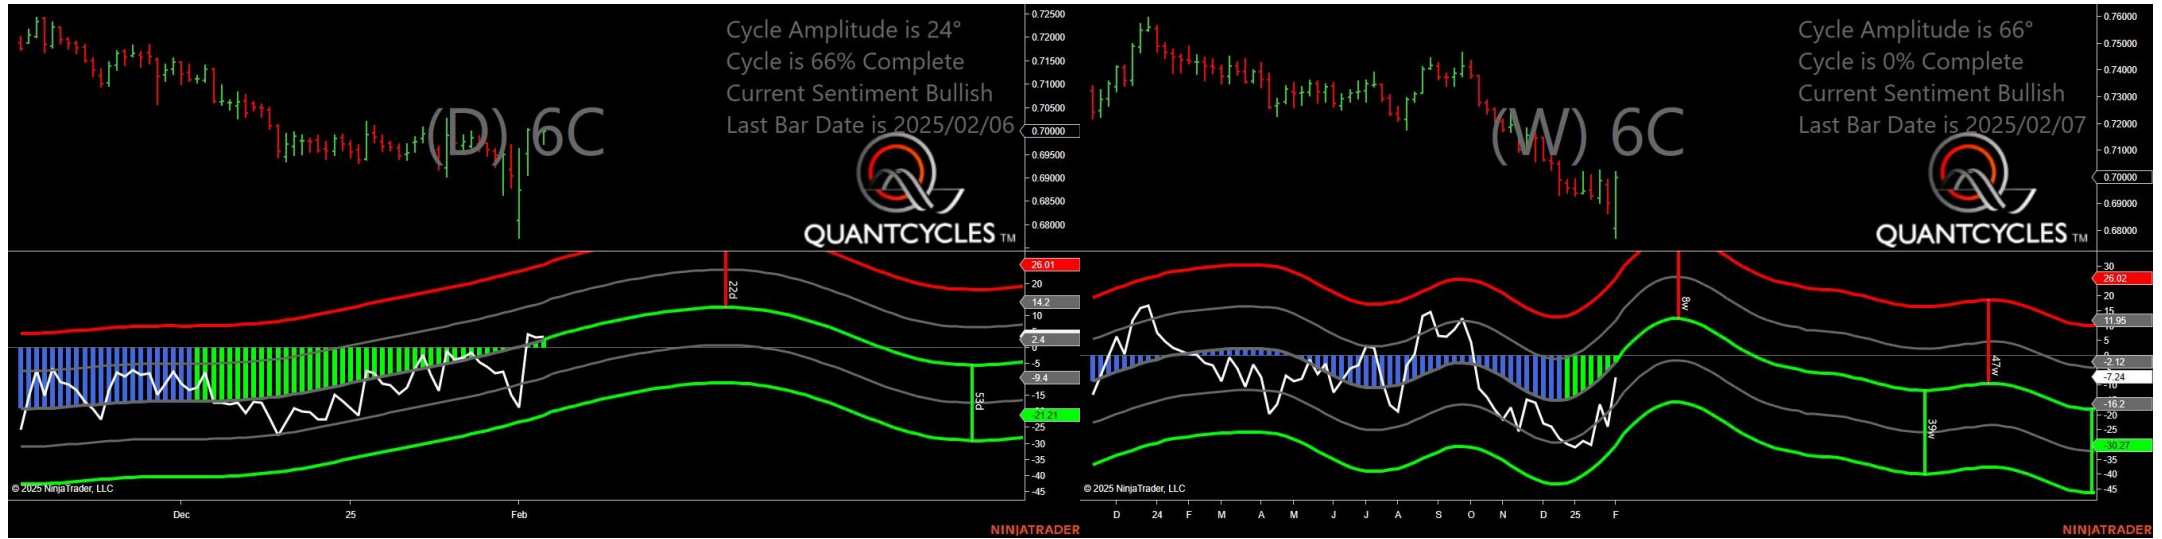 Cycle Amplitude is 24°
Cycle is 66% Complete
Current Sentiment Bullish
Last Bar Date is 2025/02/06
(D) 6C
QUANTCYCLES TM
0.72500
0.72000
0.71500
0.71000
0.70500
0.70000
0.69500
0.69000
0.68500
0.68000
26.01
20
14.2
10
2.4
0
-5
-9.4
-15
-21.21
-25
-30
-35
-40
-45
22d
53d
© 2025 NinjaTrader, LLC
Dec
25
Feb
NINJATRADER
Cycle Amplitude is 66°
Cycle is 0% Complete
Current Sentiment Bullish
Last Bar Date is 2025/02/07
(W) 6C
QUANTCYCLES TM
0.76000
0.75000
0.74000
0.73000
0.72000
0.71000
0.70000
0.69000
0.68000
30
26.02
20
15
11.95
5
-2.12
-7.24
-10
-16.2
-20
-25
-30.27
-35
-40
-45
8w
47w
39w
© 2025 NinjaTrader, LLC
D
24
F
M
A
M
J
J
A
S
O
N
D
25
F
NINJATRADER